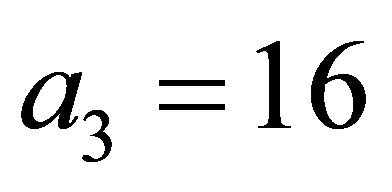 a₃ = 16